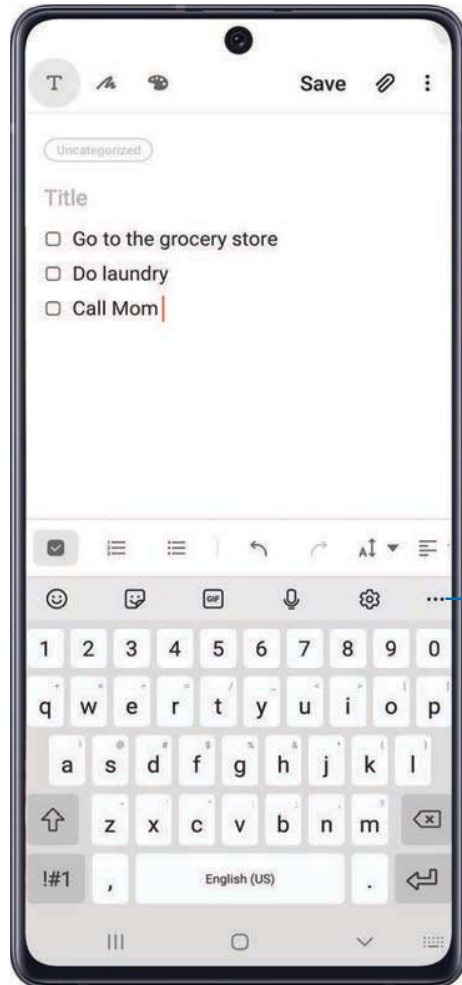 T Save
Uncategorized
Title
Go to the grocery store
Do laundry
Call Mom
A
GIF
1 2 3 4 5 6 7 8 9 0
q w e r t y u i o p
a s d f g h j k l
z x c v b n m
!#1 , English (US) .